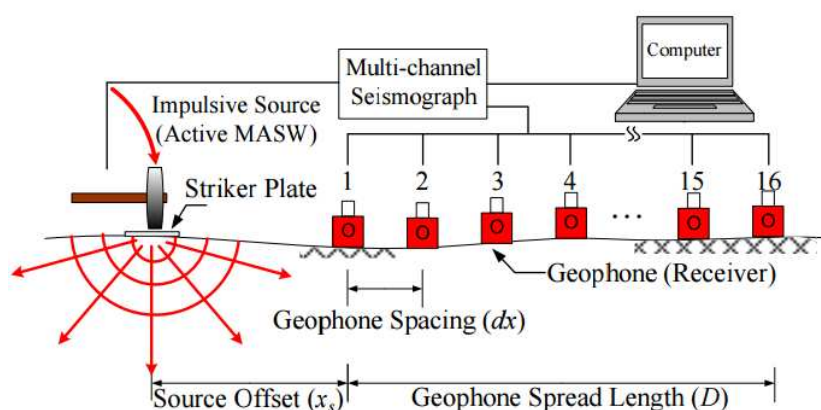 Computer
Multi-channel
Seismograph
Impulsive Source
(Active MASW)
Striker Plate
1 2 3 4 15 16
O O O O ... O O
Geophone (Receiver)
Geophone Spacing (dx)
Source Offset (xs)
Geophone Spread Length (D)